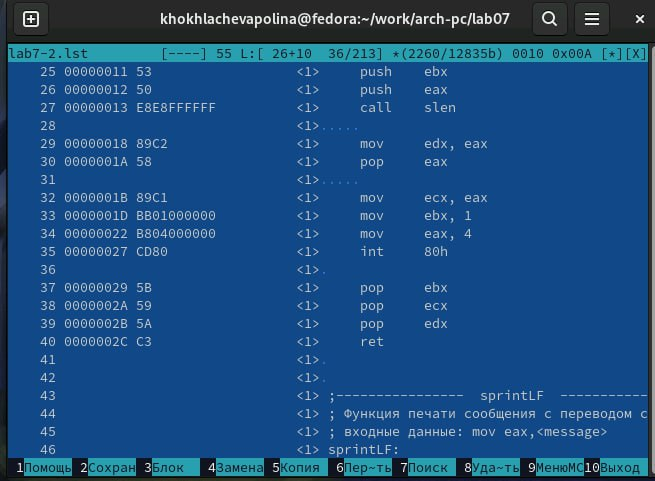 khokhlachevapolina@fedora:~/work/arch-pc/lab07
lab7-2.lst [----] 55 L:[ 26+10 36/213] *(2260/12835b) 0010 0x00A [*][X]
25 00000011 53 <1> push ebx
26 00000012 50 <1> push eax
27 00000013 E8E8FFFFFF <1> call slen
28 <1>.....
29 00000018 89C2 <1> mov edx, eax
30 0000001A 58 <1> pop eax
31 <1>.....
32 0000001B 89C1 <1> mov ecx, eax
33 0000001D BB01000000 <1> mov ebx, 1
34 00000022 B804000000 <1> mov eax, 4
35 00000027 CD80 <1> int 80h
36 <1>.
37 00000029 5B <1> pop ebx
38 0000002A 59 <1> pop ecx
39 0000002B 5A <1> pop edx
40 0000002C C3 <1> ret
41 <1>.
42 <1>.
43 <1> ;---------------- sprintLF -----------
44 <1> ; Функция печати сообщения с переводом с
45 <1> ; входные данные: mov eax,<message>
46 <1> sprintLF:
1Помощь 2Сохран 3Блок 4Замена 5Копия 6Пер~ть 7Поиск 8Уда~ть 9МенюMC 10Выход